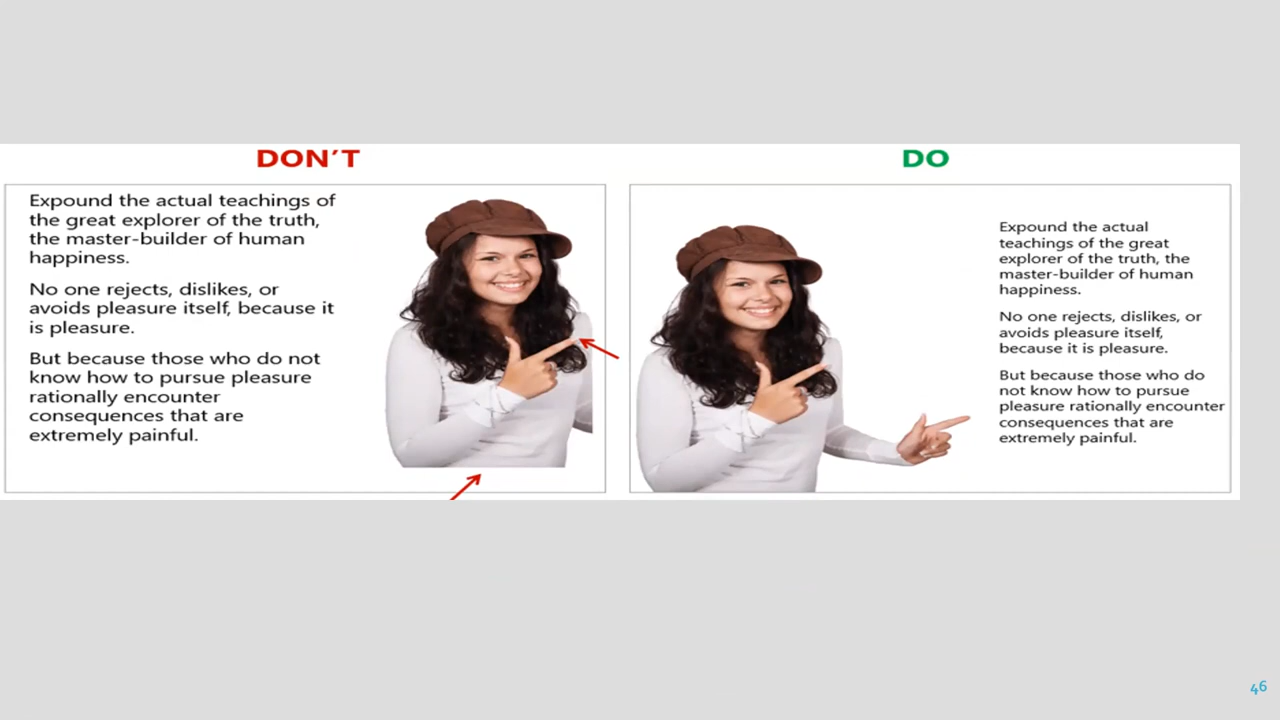 DON'T
Expound the actual teachings of
the great explorer of the truth,
the master-builder of human
happiness.
No one rejects, dislikes, or
avoids pleasure itself, because it
is pleasure.
But because those who do not
know how to pursue pleasure
rationally encounter
consequences that are
extremely painful.
DO
Expound the actual
teachings of the great
explorer of the truth, the
master-builder of human
happiness.
No one rejects, dislikes, or
avoids pleasure itself,
because it is pleasure.
But because those who do
not know how to pursue
pleasure rationally encounter
consequences that are
extremely painful.
46